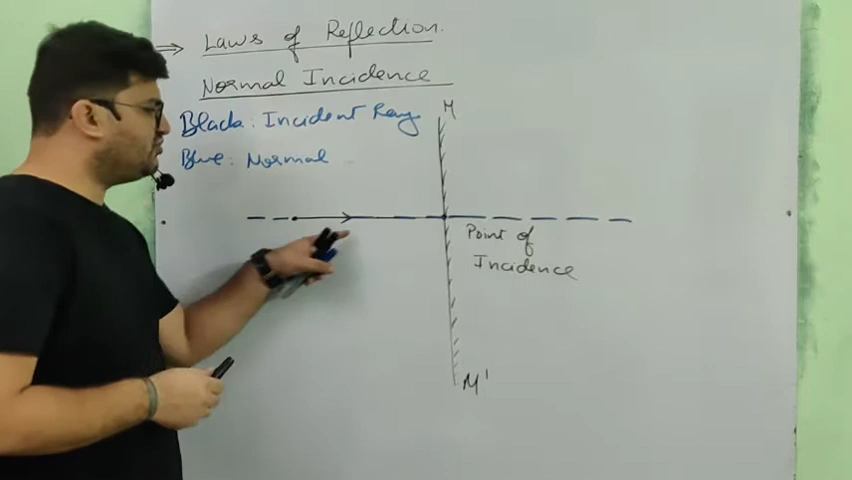 ⇒ Laws of Reflection.
Normal Incidence
Black: Incident Ray
Blue: Normal
M
Point of
Incidence
M'